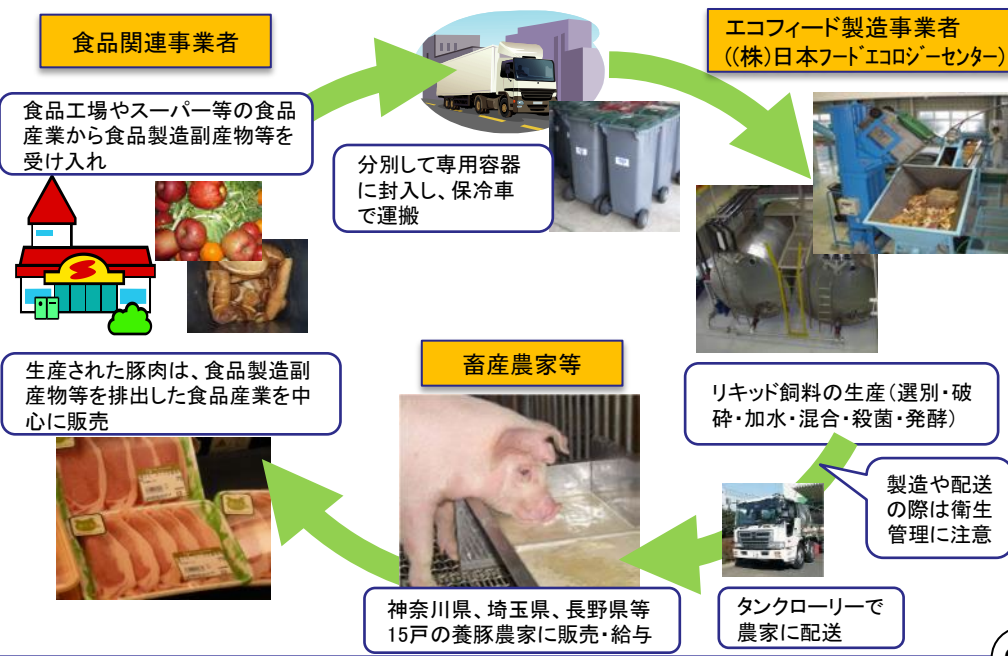 食品関連事業者
食品工場やスーパー等の食品
産業から食品製造副産物等を
受け入れ
分別して専用容器
に封入し、保冷車
で運搬
エコフィード製造事業者
((株)日本フードエコロジーセンター)
リキッド飼料の生産(選別・破
砕・加水・混合・殺菌・発酵)
製造や配送
の際は衛生
管理に注意
タンクローリーで
農家に配送
畜産農家等
神奈川県、埼玉県、長野県等
15戸の養豚農家に販売・給与
生産された豚肉は、食品製造副
産物等を排出した食品産業を中
心に販売